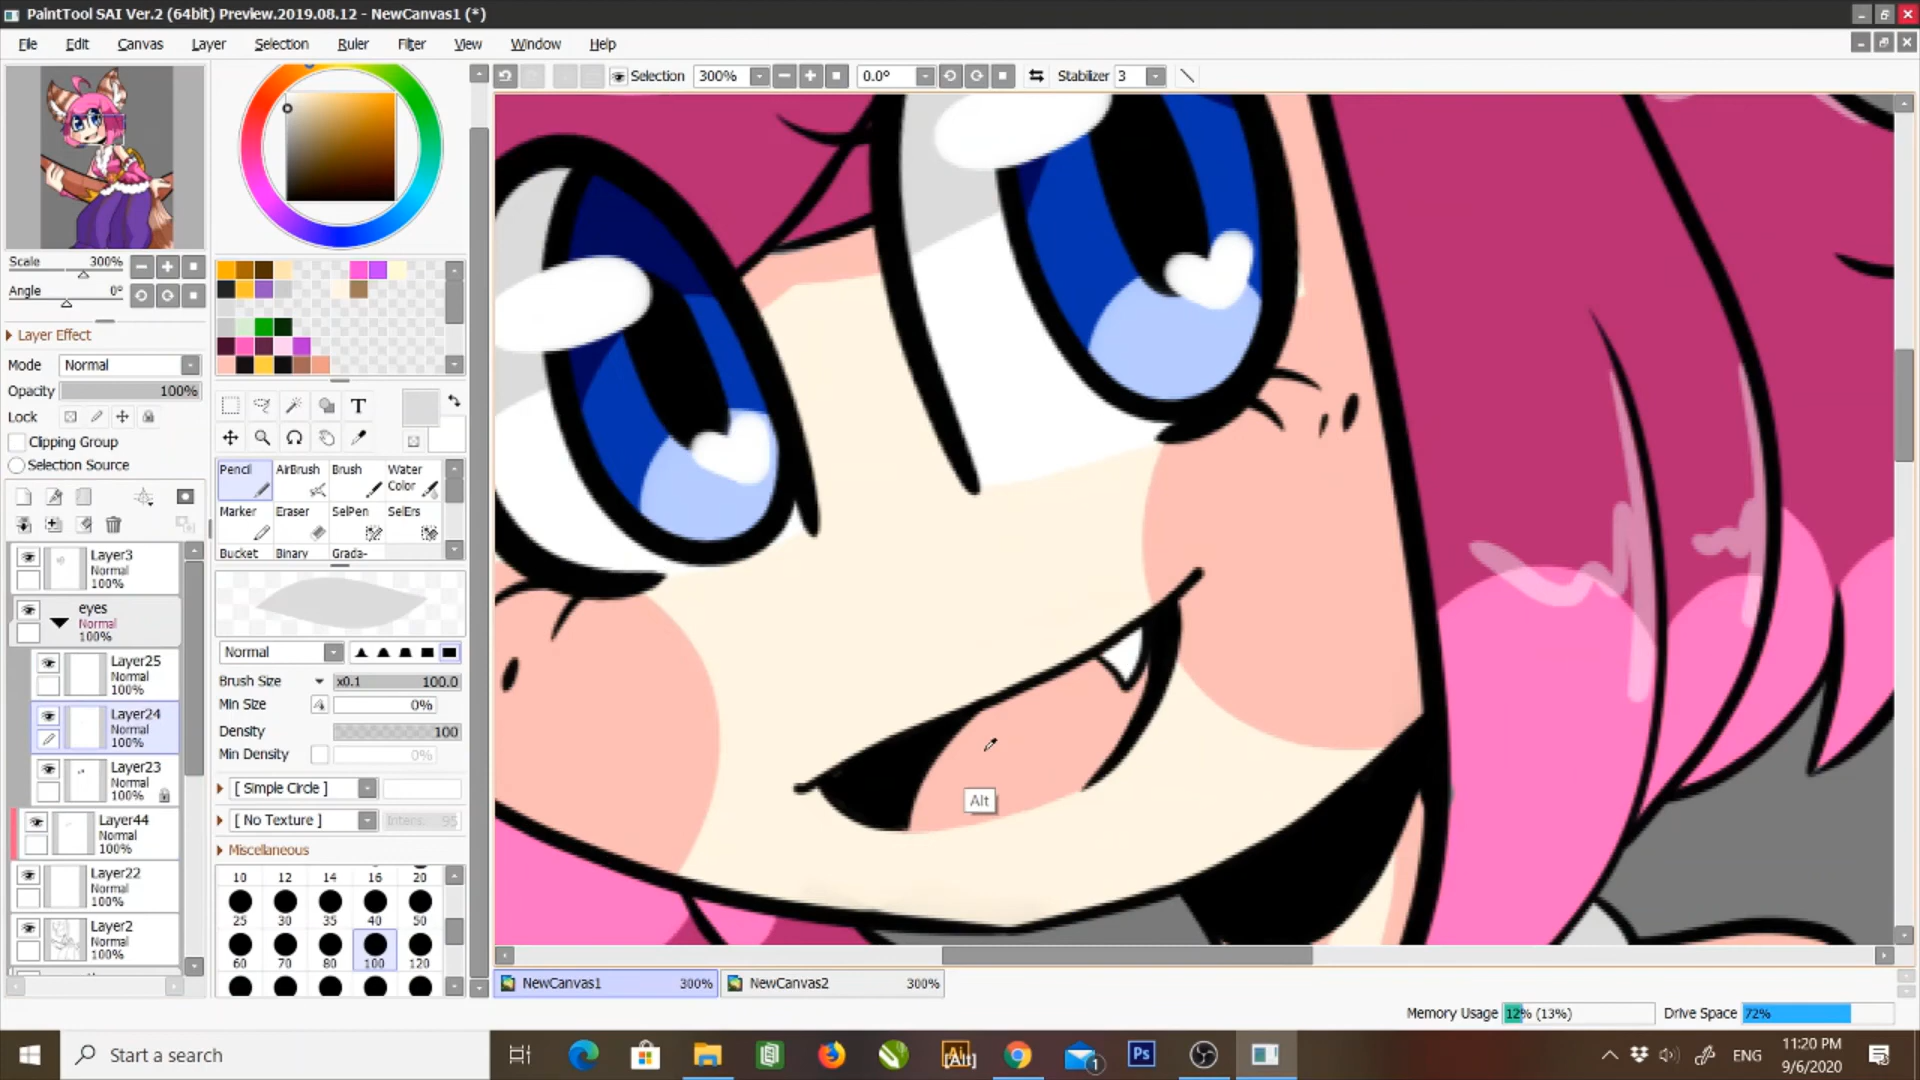 PaintTool SAI Ver.2 (64bit) Preview.2019.08.12 - NewCanvas1 (*)
File Edit Canvas Layer Selection Ruler Filter View Window Help
Selection 300% 0.0° Stabilizer 3
Scale 300%
Angle 0°
Layer Effect
Mode Normal
Opacity 100%
Lock
Clipping Group
Selection Source
Layer3
Normal
100%
eyes
Normal
100%
Layer25
Normal
100%
Layer24
Normal
100%
Layer23
Normal
100%
Layer44
Normal
100%
Layer22
Normal
100%
Layer2
Normal
100%
T
Pencil AirBrush Brush Water Color
Marker Eraser SelPen SelErs
Bucket Binary Grada-
Normal
Brush Size x0.1 100.0
Min Size 0%
Density 100
Min Density 0%
[ Simple Circle ]
[ No Texture ] Intens. 95
Miscellaneous
10 12 14 16 20
25 30 35 40 50
60 70 80 100 120
Alt
NewCanvas1 300% NewCanvas2 300%
Memory Usage 12% (13%) Drive Space 72%
Start a search
[Alt]
1
Ps
ENG
11:20 PM
9/6/2020